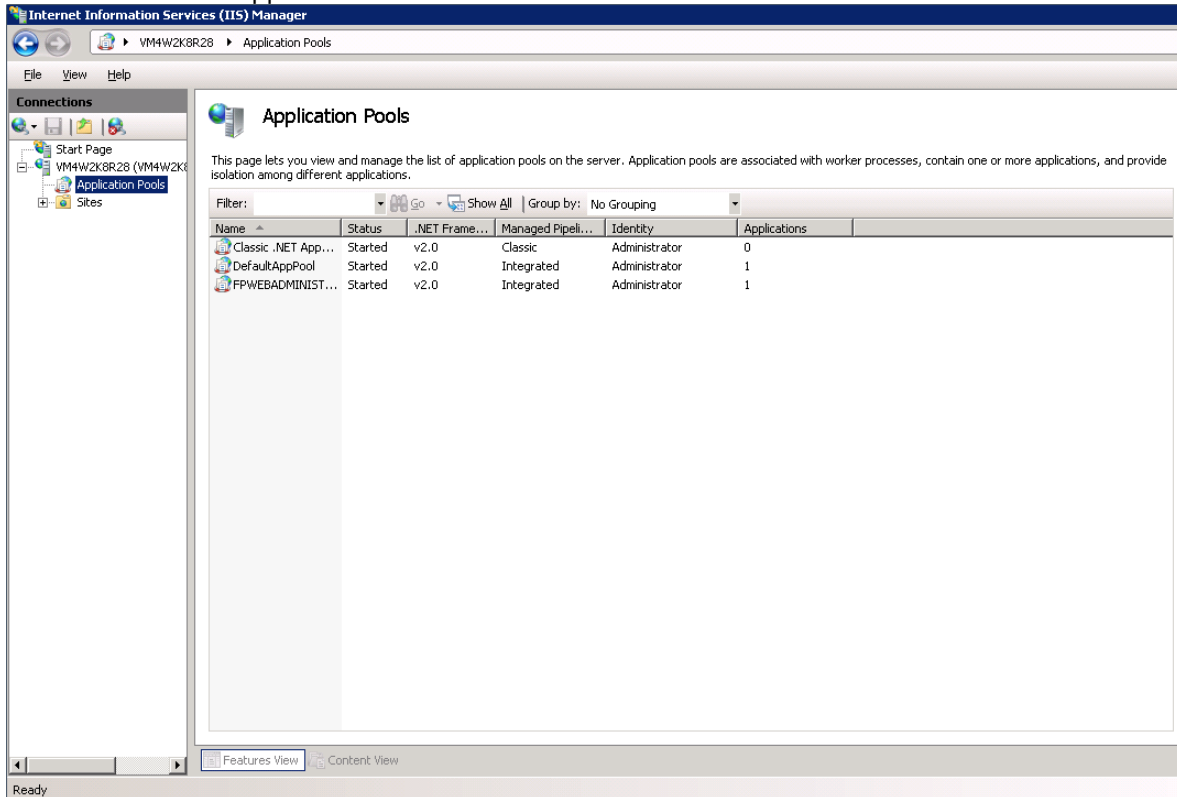 Internet Information Services (IIS) Manager
VM4W2K8R28 Application Pools
File View Help
Connections
Start Page
VM4W2K8R28 (VM4W2K8
Application Pools
Sites
Application Pools
This page lets you view and manage the list of application pools on the server. Application pools are associated with worker processes, contain one or more applications, and provide
isolation among different applications.
Filter: Go Show All Group by: No Grouping
Name Status .NET Frame... Managed Pipeli... Identity Applications
Classic .NET App... Started v2.0 Classic Administrator 0
DefaultAppPool Started v2.0 Integrated Administrator 1
FPWEBADMINIST... Started v2.0 Integrated Administrator 1
Features View Content View
Ready